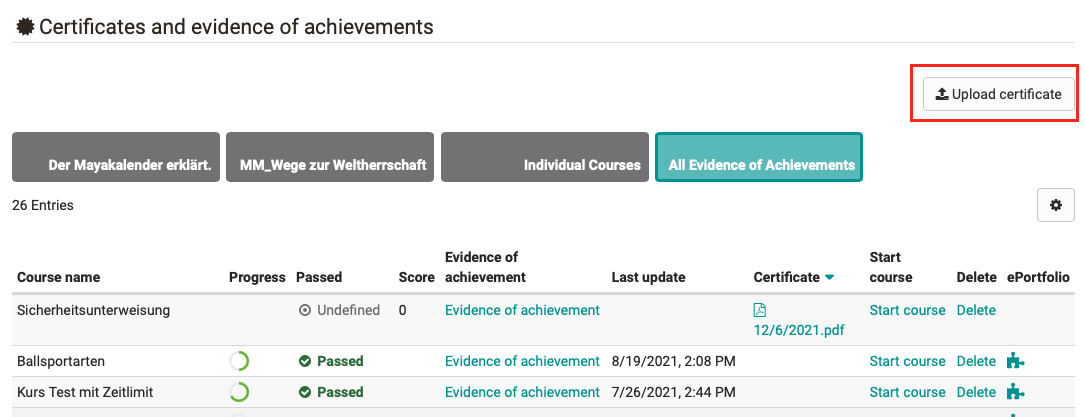 Certificates and evidence of achievements
Upload certificate
Der Mayakalender erklärt.
MM_Wege zur Weltherrschaft
Individual Courses
All Evidence of Achievements
26 Entries
Course name Progress Passed Score Evidence of achievement Last update Certificate Start course Delete ePortfolio
Sicherheitsunterweisung Undefined 0 Evidence of achievement 12/6/2021.pdf Start course Delete
Ballsportarten Passed Evidence of achievement 8/19/2021, 2:08 PM Start course Delete
Kurs Test mit Zeitlimit Passed Evidence of achievement 7/26/2021, 2:44 PM Start course Delete